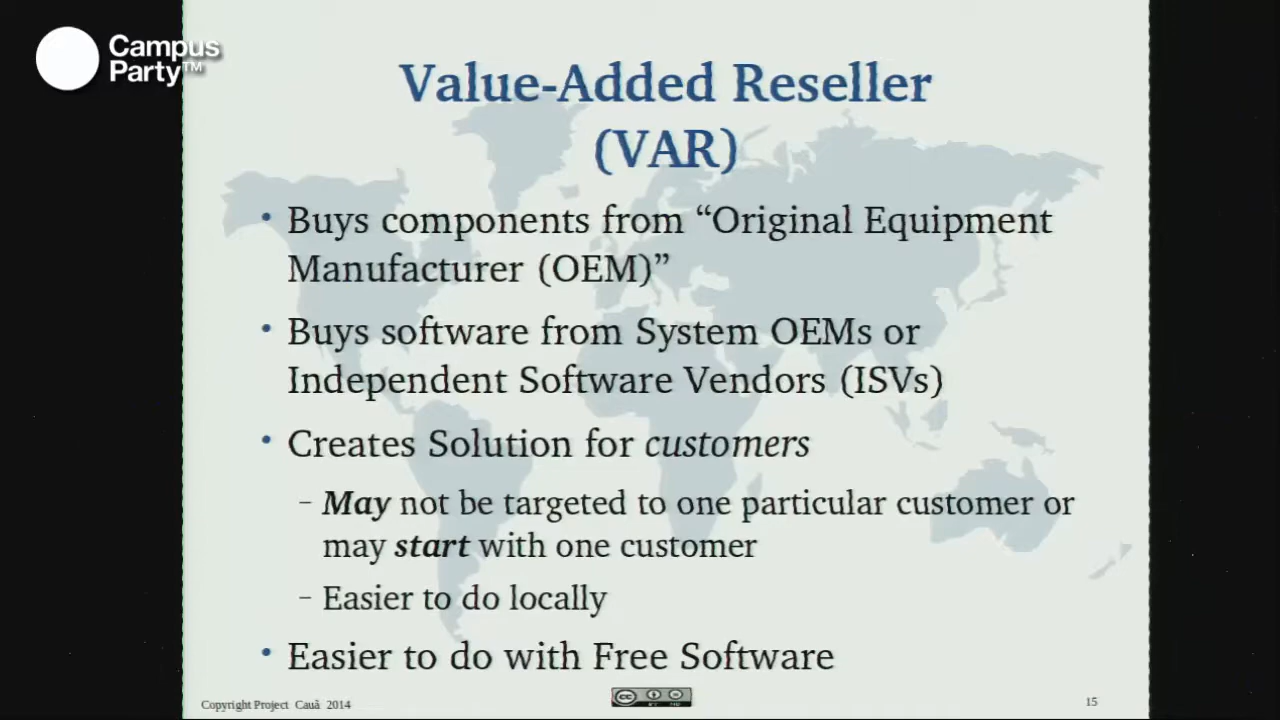 Campus
Party™
Value-Added Reseller
(VAR)
• Buys components from “Original Equipment
Manufacturer (OEM)”
• Buys software from System OEMs or
Independent Software Vendors (ISVs)
• Creates Solution for customers
– May not be targeted to one particular customer or
may start with one customer
– Easier to do locally
• Easier to do with Free Software
Copyright Project Cauã 2014
cc
15